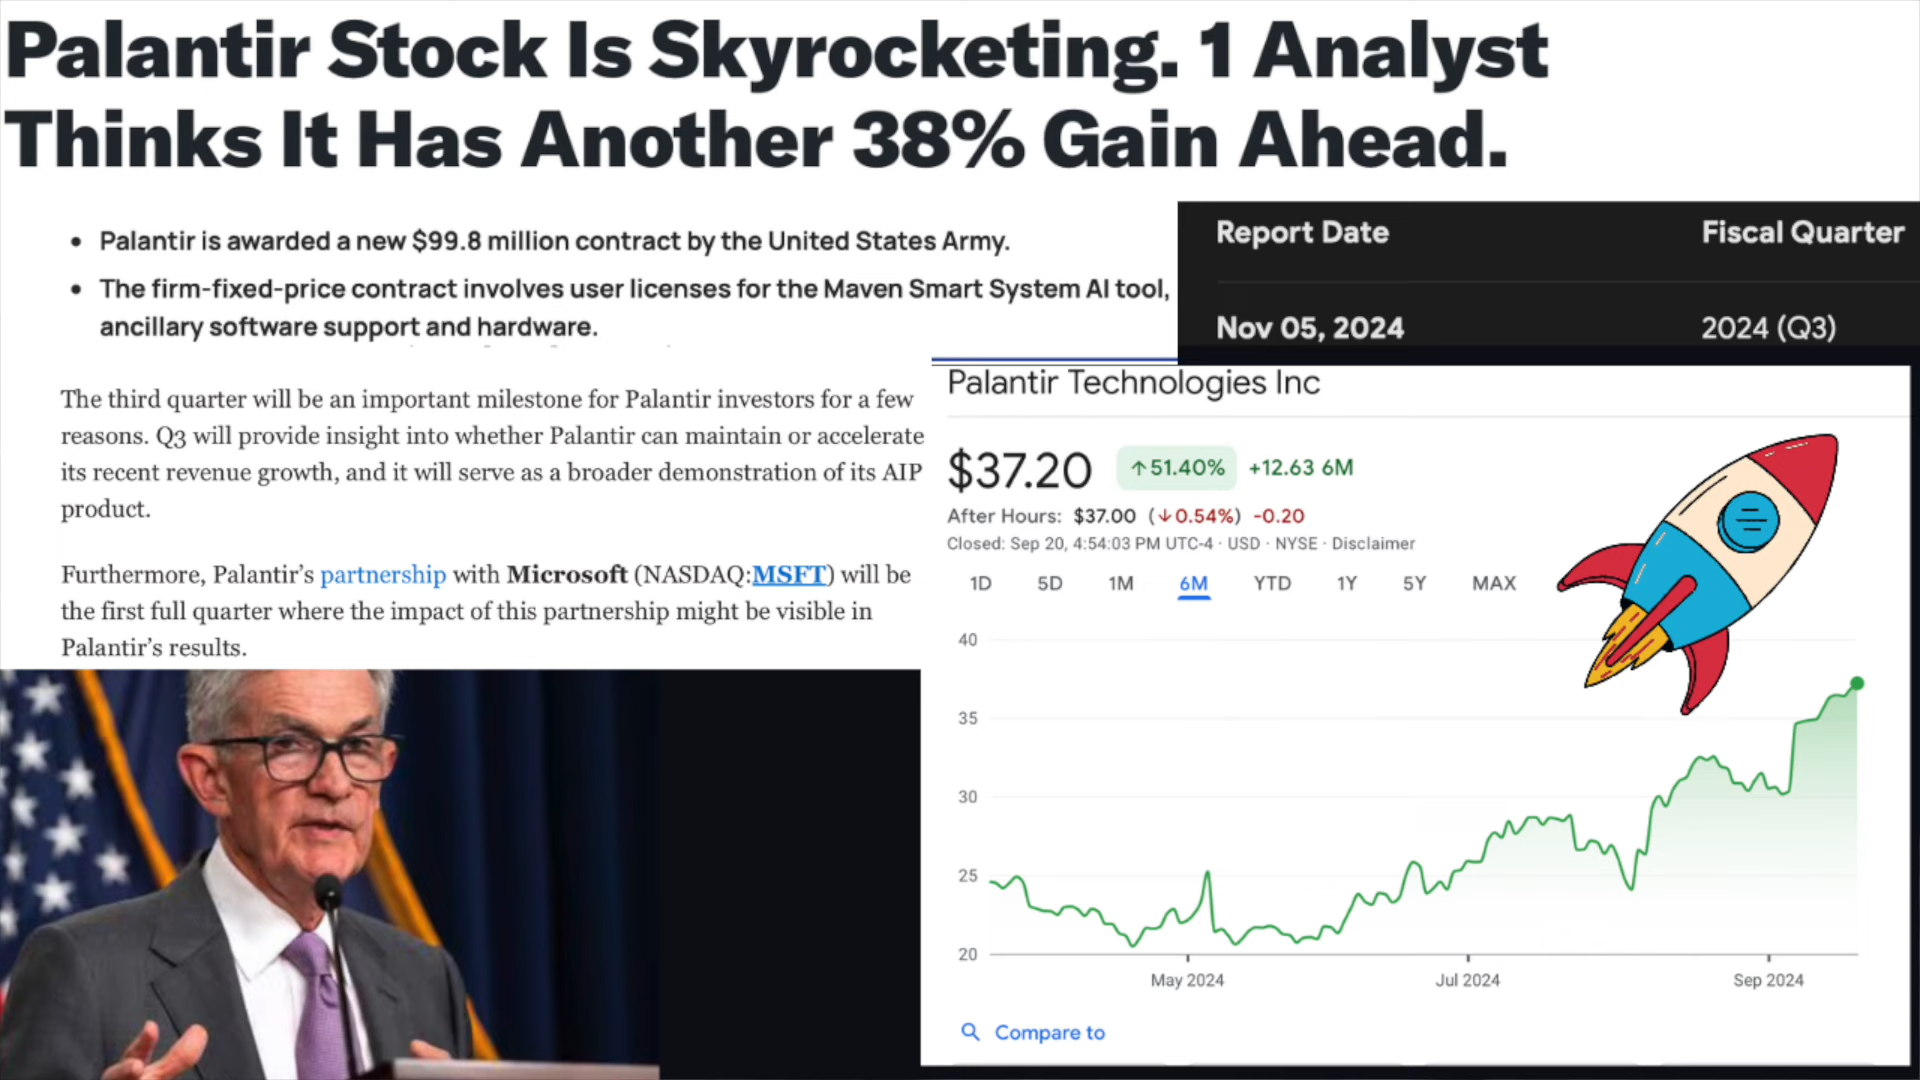 Palantir Stock Is Skyrocketing. 1 Analyst
Thinks It Has Another 38% Gain Ahead.
• Palantir is awarded a new $99.8 million contract by the United States Army.
• The firm-fixed-price contract involves user licenses for the Maven Smart System AI tool,
ancillary software support and hardware.
Report Date Fiscal Quarter
Nov 05, 2024 2024 (Q3)
The third quarter will be an important milestone for Palantir investors for a few
reasons. Q3 will provide insight into whether Palantir can maintain or accelerate
its recent revenue growth, and it will serve as a broader demonstration of its AIP
product.
Furthermore, Palantir’s partnership with Microsoft (NASDAQ:MSFT) will be
the first full quarter where the impact of this partnership might be visible in
Palantir’s results.
Palantir Technologies Inc
$37.20 ↑51.40% +12.63 6M
After Hours: $37.00 (↓0.54%) -0.20
Closed: Sep 20, 4:54:03 PM UTC-4 · USD · NYSE · Disclaimer
1D 5D 1M 6M YTD 1Y 5Y MAX
40
35
30
25
20
May 2024 Jul 2024 Sep 2024
Compare to